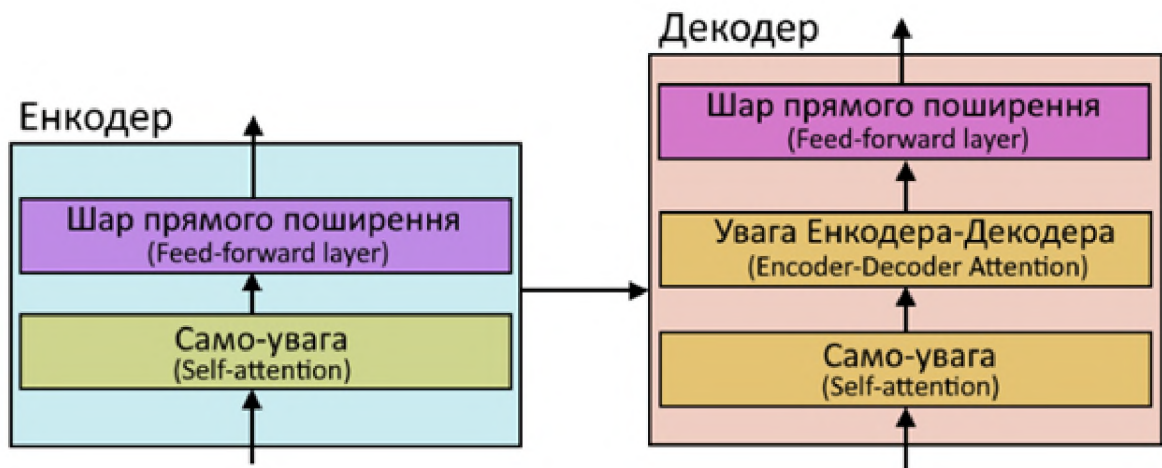 Енкодер
Шар прямого поширення
(Feed-forward layer)
Само-увага
(Self-attention)
Декодер
Шар прямого поширення
(Feed-forward layer)
Увага Енкодера-Декодера
(Encoder-Decoder Attention)
Само-увага
(Self-attention)